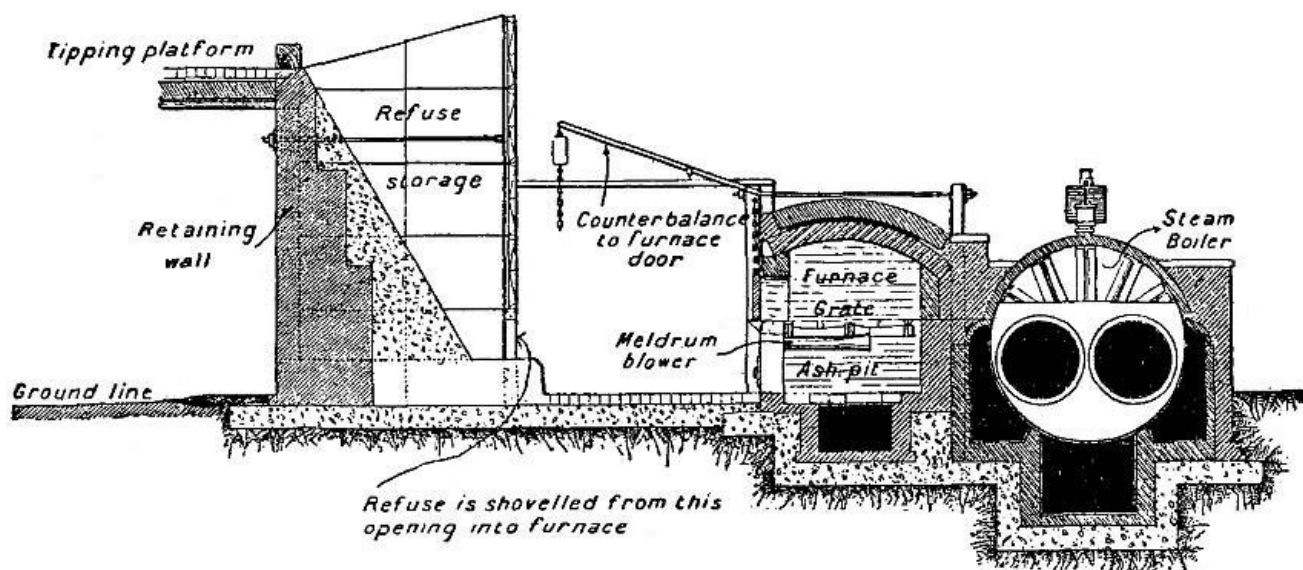 Tipping platform
Refuse
storage
Retaining
wall
Counterbalance
to furnace
door
Steam
Boiler
Furnace
Grate
Meldrum
blower
Ash pit
Ground line
Refuse is shovelled from this
opening into furnace